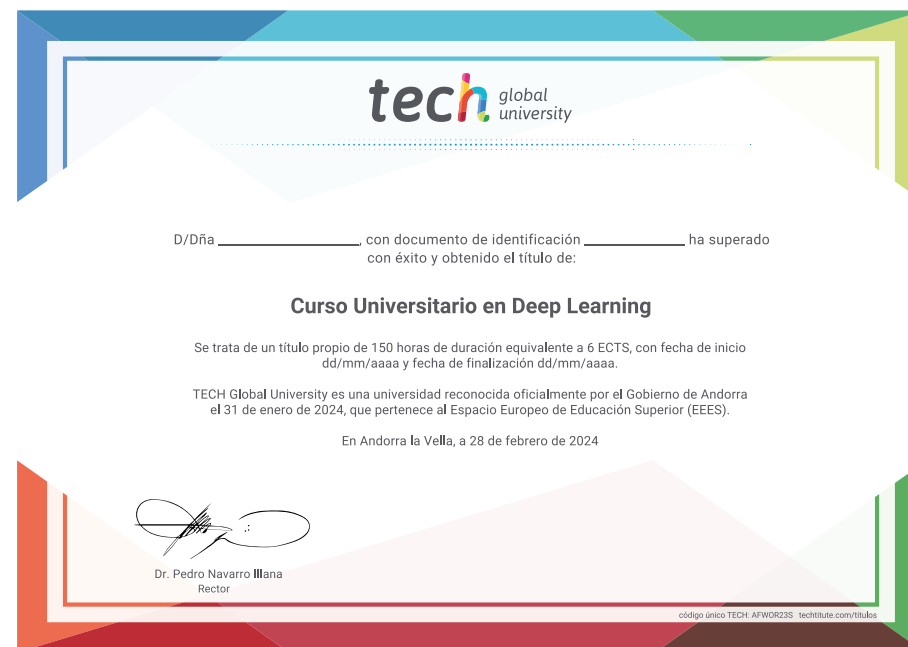 tech global university
D/Dña ____________________, con documento de identificación ______________ ha superado
con éxito y obtenido el título de:
Curso Universitario en Deep Learning
Se trata de un título propio de 150 horas de duración equivalente a 6 ECTS, con fecha de inicio
dd/mm/aaaa y fecha de finalización dd/mm/aaaa.
TECH Global University es una universidad reconocida oficialmente por el Gobierno de Andorra
el 31 de enero de 2024, que pertenece al Espacio Europeo de Educación Superior (EEES).
En Andorra la Vella, a 28 de febrero de 2024
Dr. Pedro Navarro Illana
Rector
código único TECH: AFWOR23S techtitute.com/titulos